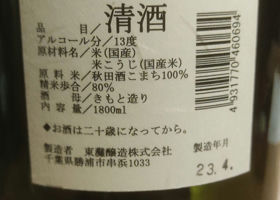 品目／清酒
アルコール分／13度
原材料名／米(国産)
米こうじ(国産米)
原料米／秋田酒こまち100%
精米歩合／80%
製法／きもと造り
内容量／1800ml
◆お酒は二十歳になってから。
製造者 東灘醸造株式会社
千葉県勝浦市串浜1033
製造年月
23.4.
4931770460694